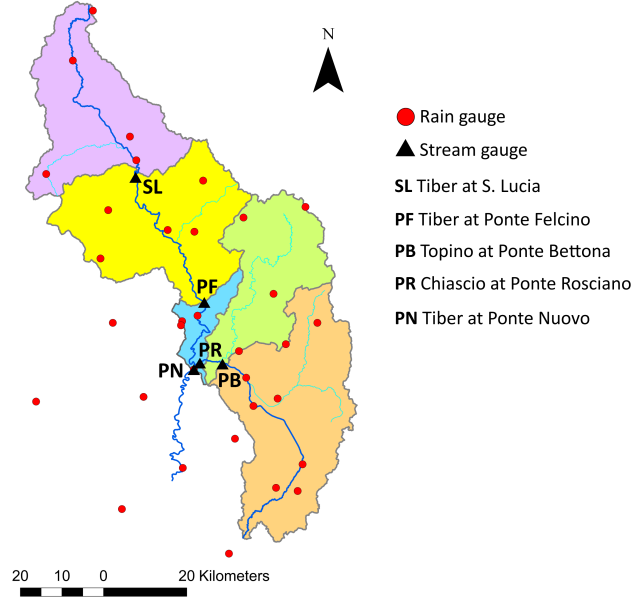 N
Rain gauge
Stream gauge
SL Tiber at S. Lucia
SL
PF Tiber at Ponte Felcino
PB Topino at Ponte Bettona
PR Chiascio at Ponte Rosciano
PF
PN Tiber at Ponte Nuovo
PR
PN
PB
20 10 0 20 Kilometers